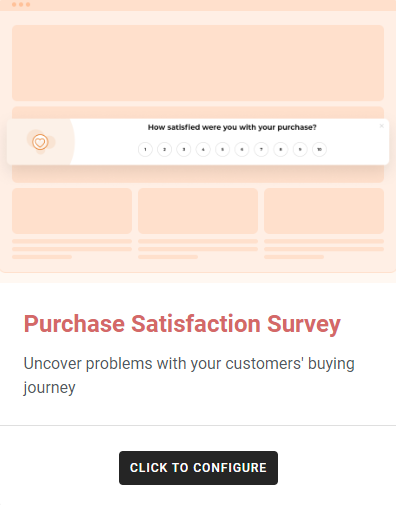 How satisfied were you with your purchase?
1 2 3 4 5 6 7 8 9 10
Purchase Satisfaction Survey
Uncover problems with your customers' buying
journey
CLICK TO CONFIGURE